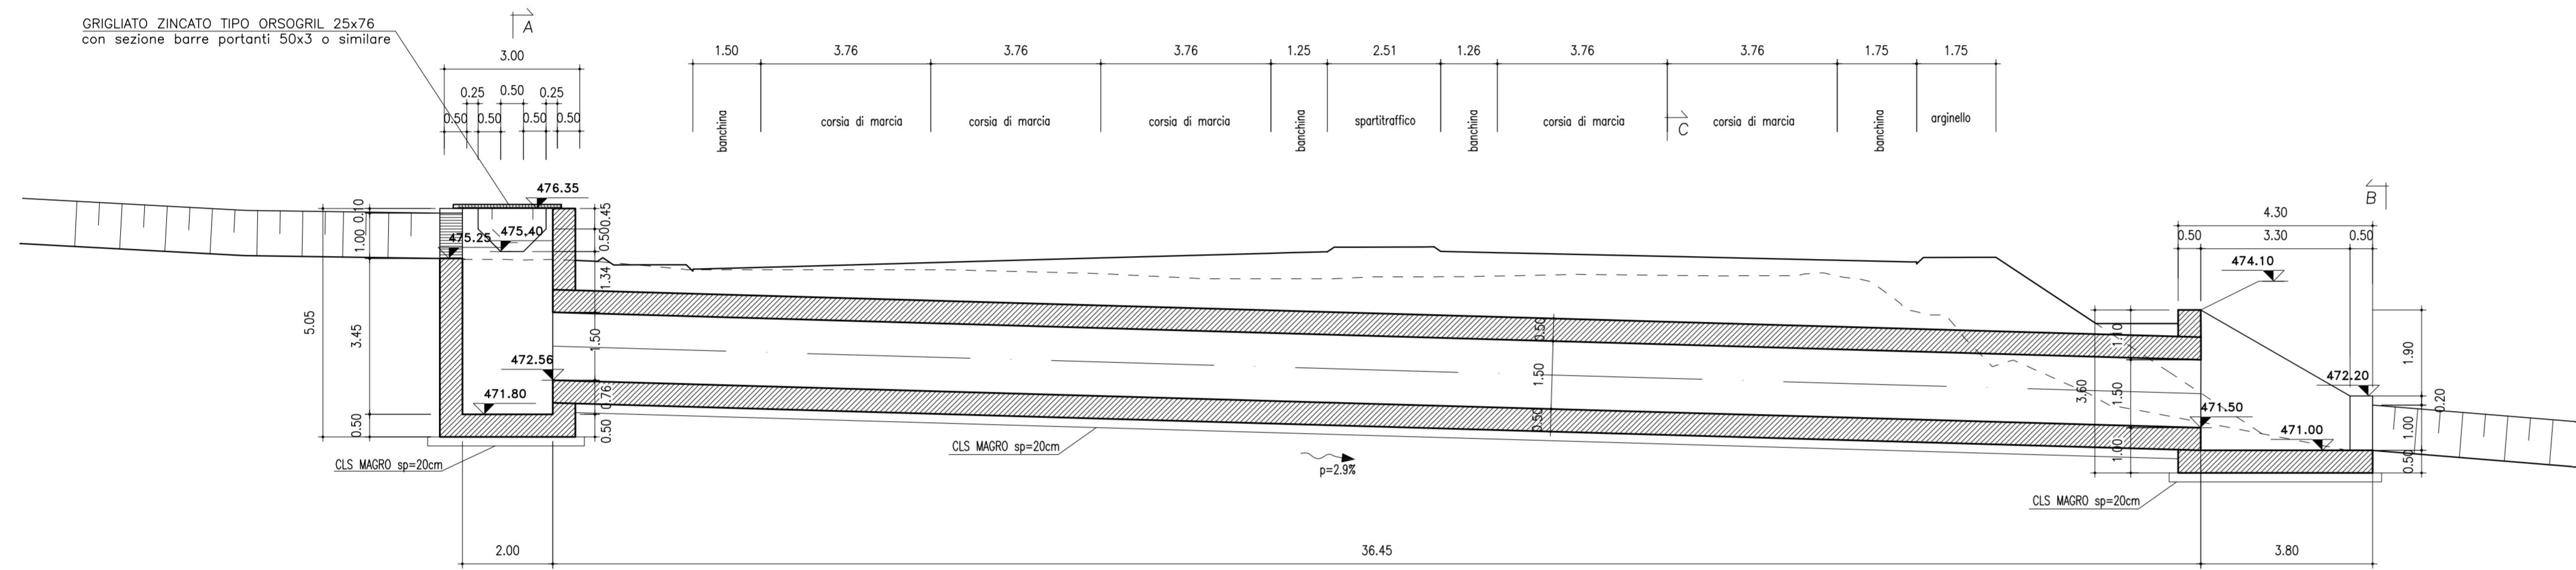 GRIGLIATO ZINCATO TIPO ORSOGRIL 25x76
con sezione barre portanti 50x3 o similare
A
3.00
0.25
0.50
0.25
0.50
0.50
0.50
0.50
1.50
3.76
3.76
3.76
1.25
2.51
1.26
3.76
3.76
1.75
1.75
banchina
corsia di marcia
corsia di marcia
corsia di marcia
banchina
spartitraffico
banchina
corsia di marcia
C
corsia di marcia
banchina
arginello
476.35
475.40
475.25
472.56
471.80
0.10
1.00
5.05
3.45
0.50
0.45
0.50
1.34
1.50
0.76
0.50
CLS MAGRO sp=20cm
0.50
1.50
0.50
CLS MAGRO sp=20cm
p=2.9%
B
4.30
0.50
3.30
0.50
474.10
472.20
471.50
471.00
1.10
3.60
1.50
1.00
1.90
0.20
1.00
0.50
CLS MAGRO sp=20cm
2.00
36.45
3.80